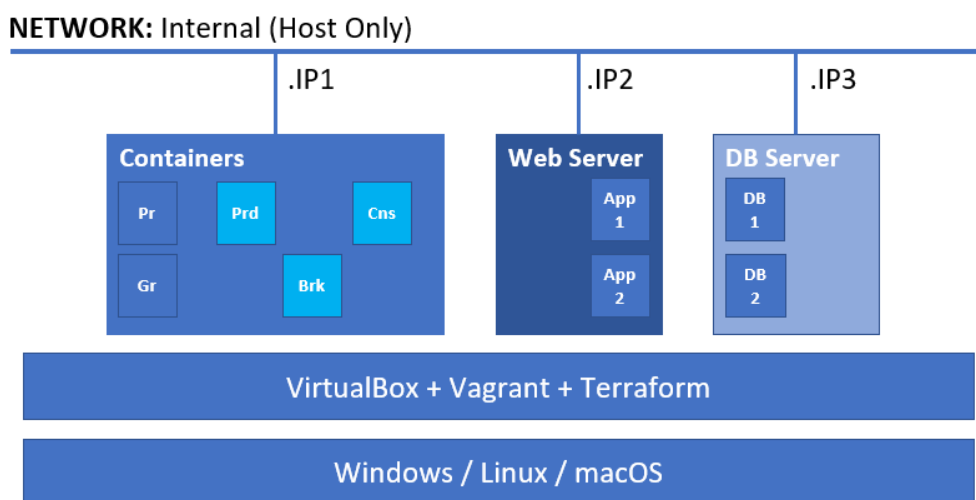 NETWORK: Internal (Host Only)
.IP1
.IP2
.IP3
Containers
Pr
Prd
Cns
Gr
Brk
Web Server
App
1
App
2
DB Server
DB
1
DB
2
VirtualBox + Vagrant + Terraform
Windows / Linux / macOS